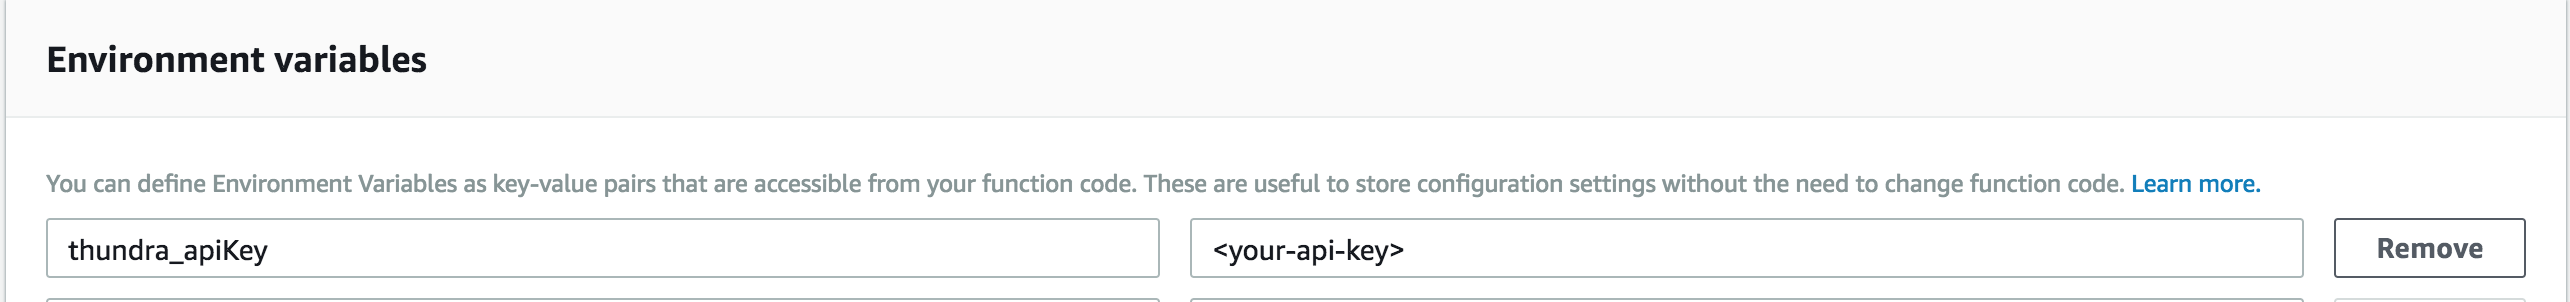 Environment variables
You can define Environment Variables as key-value pairs that are accessible from your function code. These are useful to store configuration settings without the need to change function code. Learn more.
thundra_apiKey <your-api-key> Remove